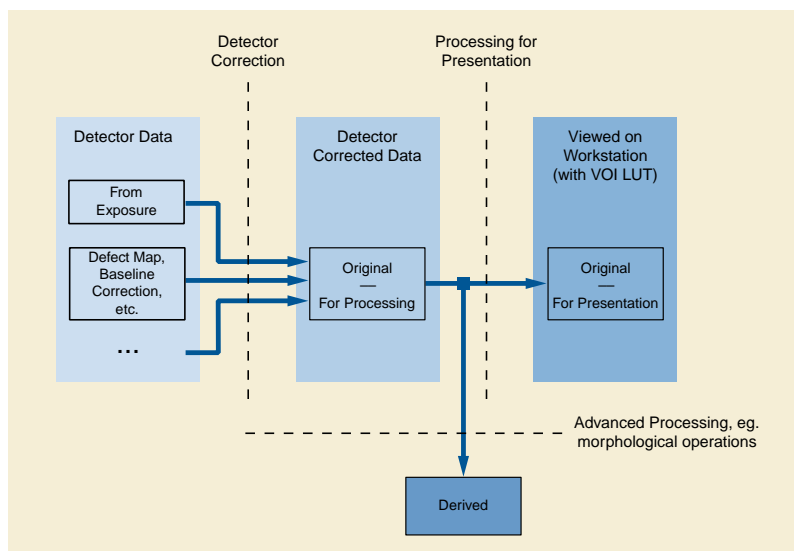 Detector
Correction
Processing for
Presentation
Detector Data
From
Exposure
Defect Map,
Baseline
Correction,
etc.
...
Detector
Corrected Data
Original
—
For Processing
Viewed on
Workstation
(with VOI LUT)
Original
—
For Presentation
Advanced Processing, eg.
morphological operations
Derived